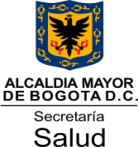 ALCALDIA MAYOR
DE BOGOTA D.C.
Secretaría
Salud